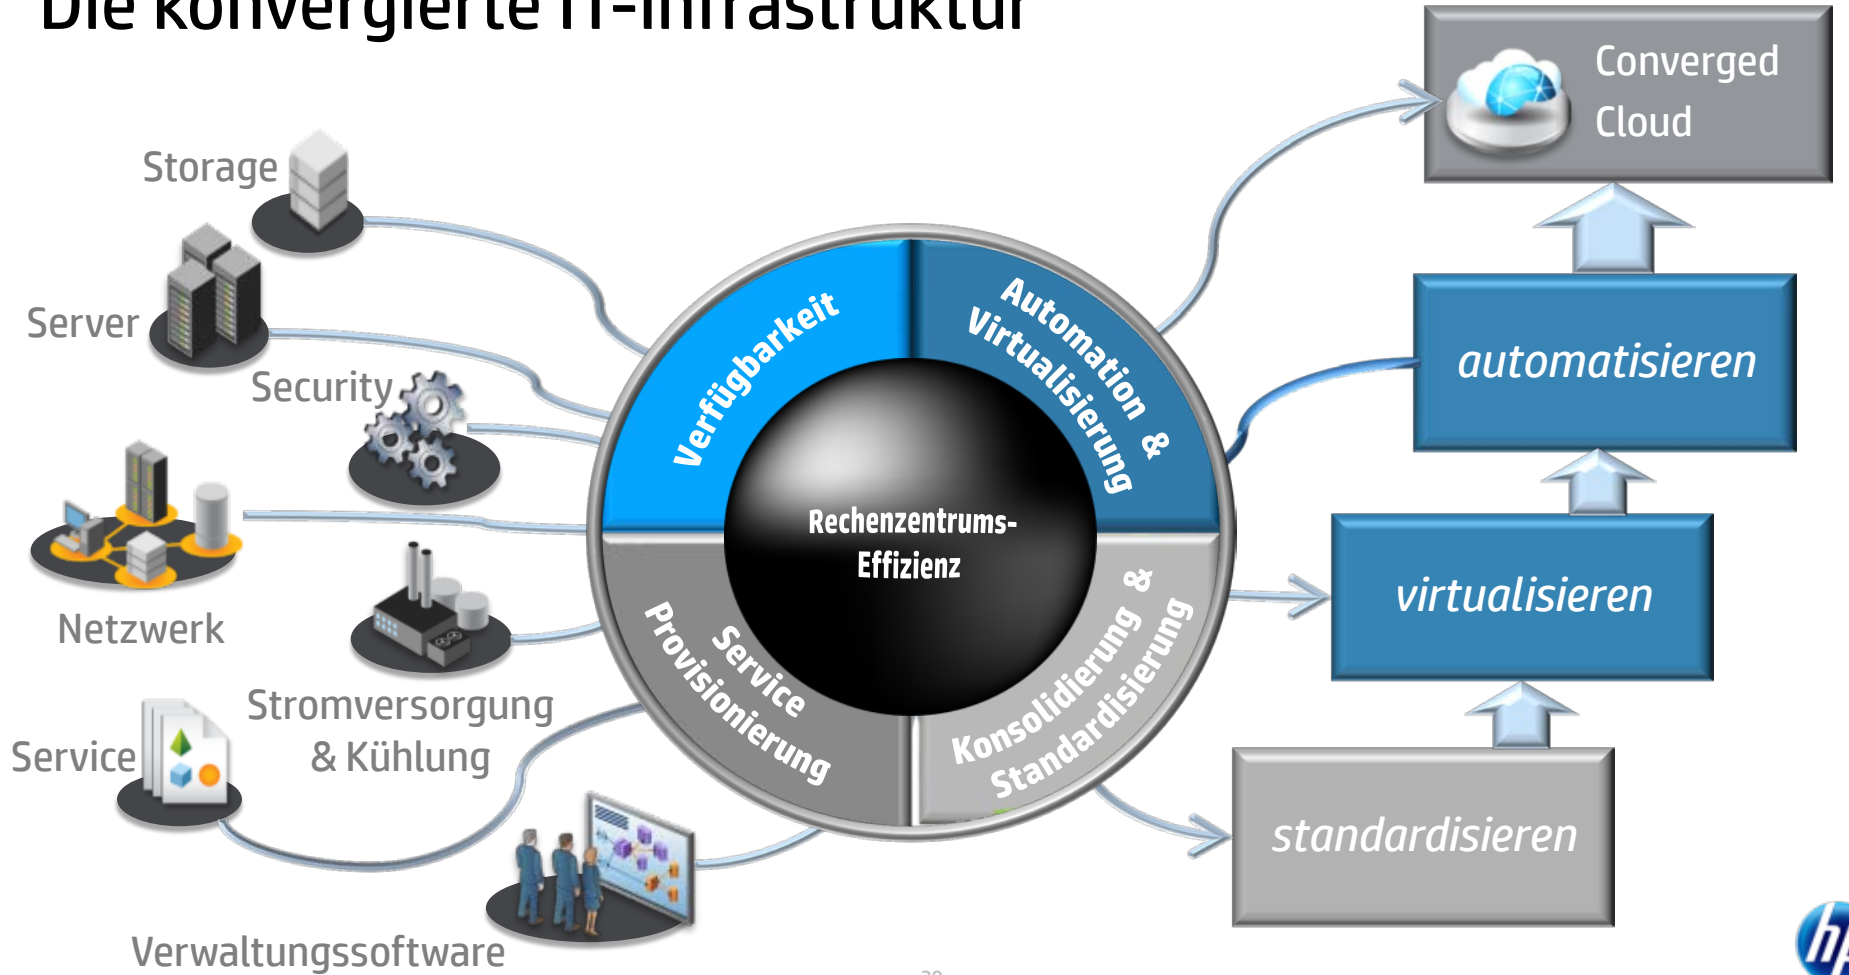 Die konvergierte IT-Infrastruktur
Converged
Cloud
Storage
Server
Security
Netzwerk
Stromversorgung
& Kühlung
Service
Verwaltungssoftware
Verfügbarkeit
Automation &
Virtualisierung
Rechenzentrums-
Effizienz
Service
Provisionierung
Konsolidierung &
Standardisierung
automatisieren
virtualisieren
standardisieren
hp